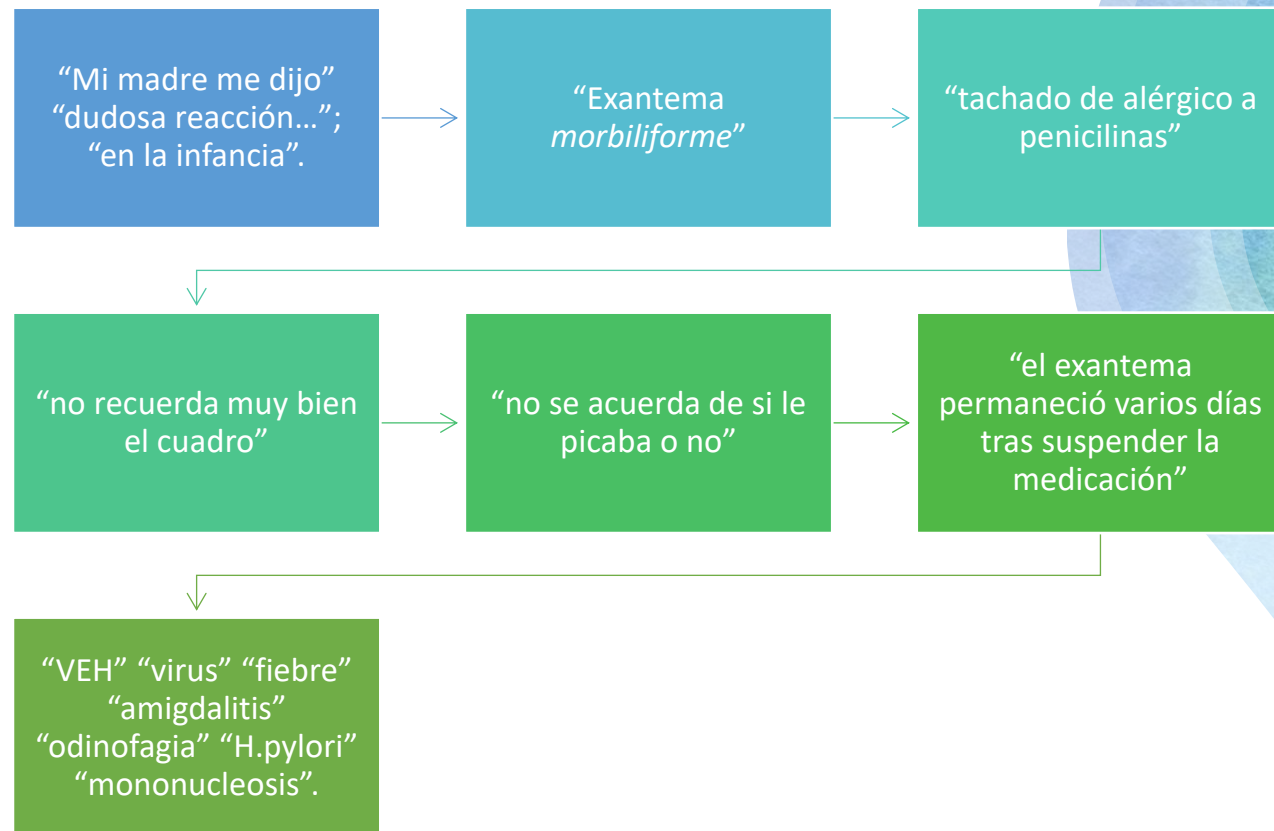 “Mi madre me dijo”
“dudosa reacción…”;
“en la infancia”.
“Exantema
morbiliforme”
“tachado de alérgico a
penicilinas”
“no recuerda muy bien
el cuadro”
“no se acuerda de si le
picaba o no”
“el exantema
permaneció varios días
tras suspender la
medicación”
“VEH” “virus” “fiebre”
“amigdalitis”
“odinofagia” “H.pylori”
“mononucleosis”.